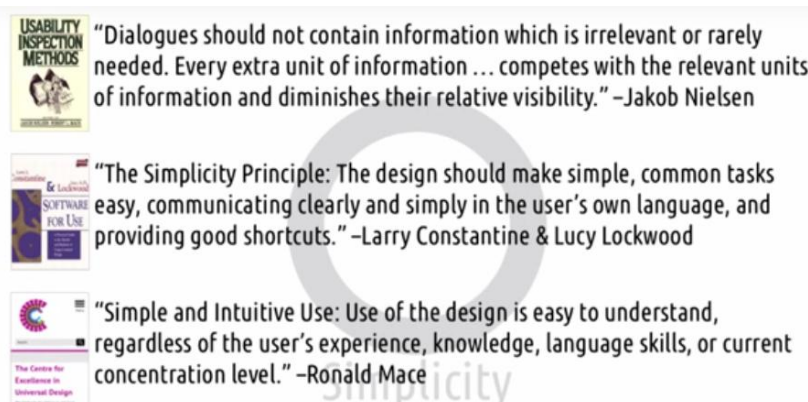 USABILITY
INSPECTION
METHODS
“Dialogues should not contain information which is irrelevant or rarely
needed. Every extra unit of information ... competes with the relevant units
of information and diminishes their relative visibility.” –Jakob Nielsen
Constantine
& Lockwood
SOFTWARE
FOR USE
“The Simplicity Principle: The design should make simple, common tasks
easy, communicating clearly and simply in the user’s own language, and
providing good shortcuts.” –Larry Constantine & Lucy Lockwood
“Simple and Intuitive Use: Use of the design is easy to understand,
regardless of the user’s experience, knowledge, language skills, or current
concentration level.” –Ronald Mace
The Centre for
Excellence in
Universal Design
Simplicity